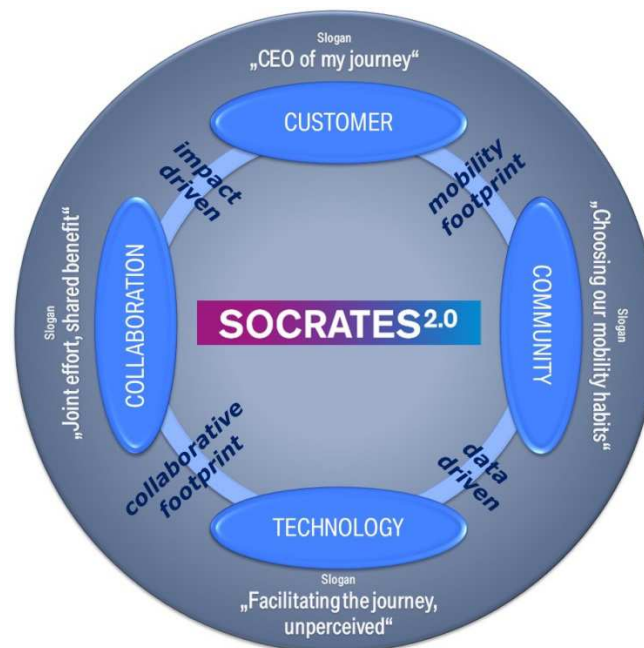 Slogan
„CEO of my journey“
CUSTOMER
impact
driven
mobility
footprint
COLLABORATION
Slogan
„Joint effort, shared benefit“
SOCRATES2.0
COMMUNITY
Slogan
„Choosing our mobility habits“
collaborative
footprint
data
driven
TECHNOLOGY
Slogan
„Facilitating the journey,
unperceived“